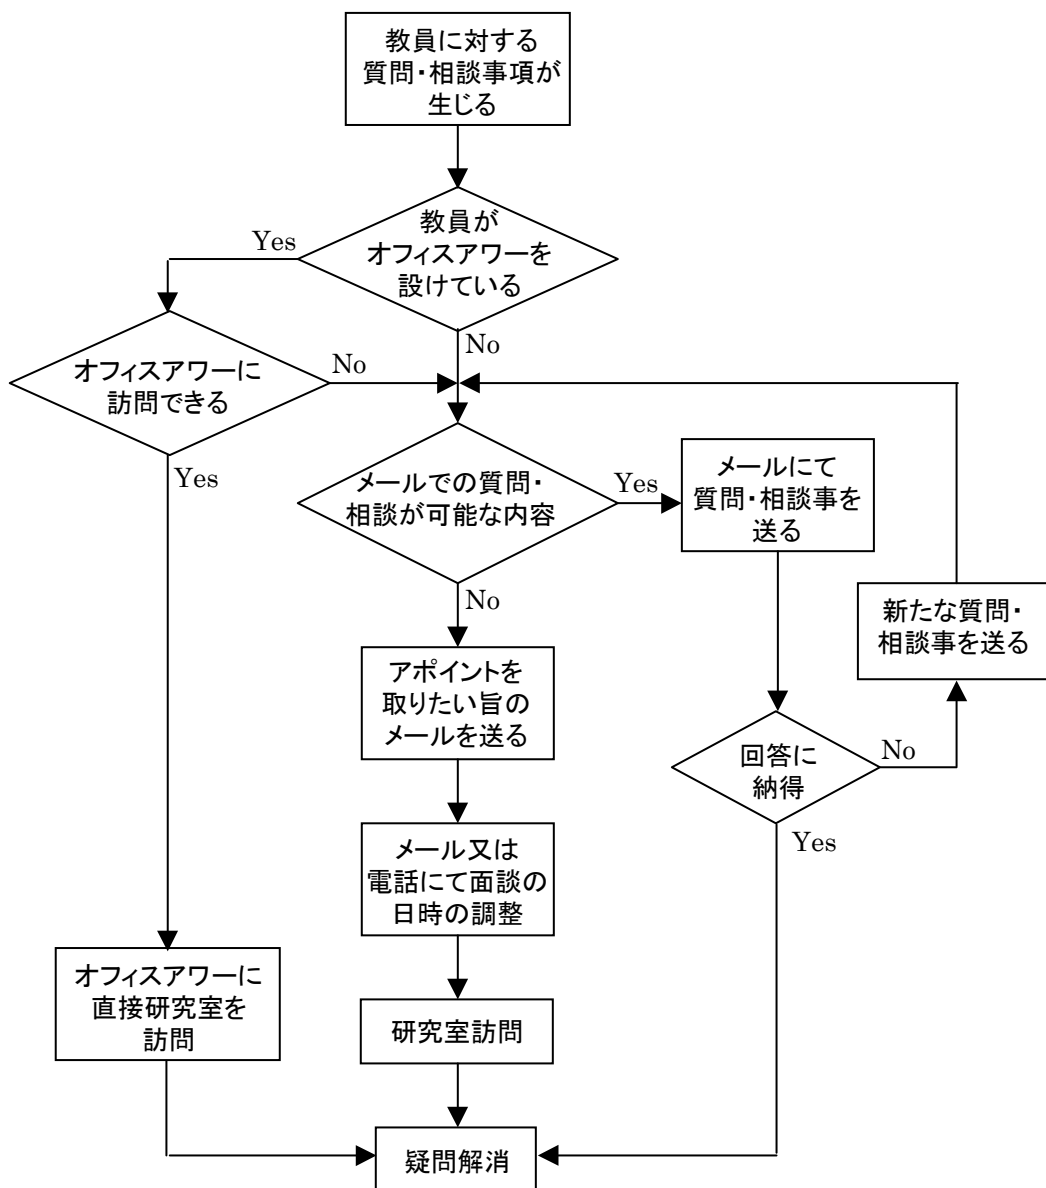 教員に対する
質問・相談事項が
生じる
教員が
オフィスアワーを
設けている
Yes
No
オフィスアワーに
訪問できる
No
Yes
メールでの質問・
相談が可能な内容
Yes
No
メールにて
質問・相談事を
送る
新たな質問・
相談事を送る
アポイントを
取りたい旨の
メールを送る
回答に
納得
No
Yes
メール又は
電話にて面談の
日時の調整
オフィスアワーに
直接研究室を
訪問
研究室訪問
疑問解消